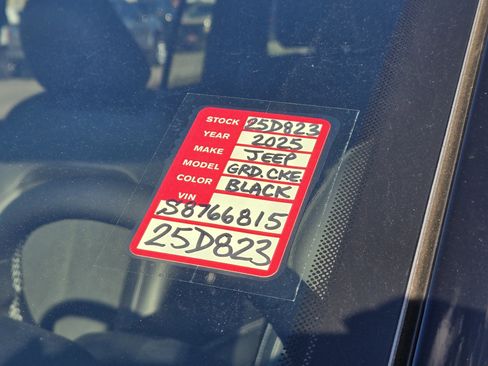 STOCK 25D823
YEAR 2025
MAKE JEEP
MODEL GRD.CKE.
COLOR BLACK
VIN
S8766815
25D823